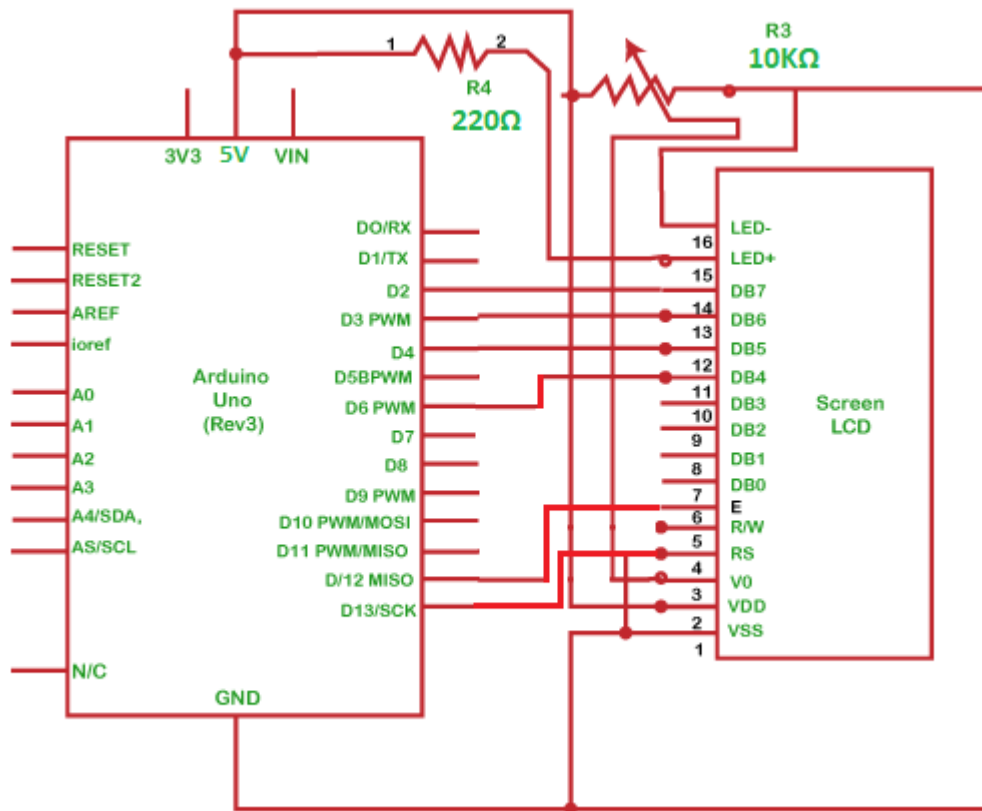 R3
10KΩ
1
2
R4
220Ω
3V3
5V
VIN
RESET
RESET2
AREF
ioref
A0
A1
A2
A3
A4/SDA,
AS/SCL
N/C
Arduino
Uno
(Rev3)
DO/RX
D1/TX
D2
D3 PWM
D4
D5BPWM
D6 PWM
D7
D8
D9 PWM
D10 PWM/MOSI
D11 PWM/MISO
D/12 MISO
D13/SCK
GND
16
15
14
13
12
11
10
9
8
7
6
5
4
3
2
1
LED-
LED+
DB7
DB6
DB5
DB4
DB3
DB2
DB1
DB0
E
R/W
RS
V0
VDD
VSS
Screen
LCD